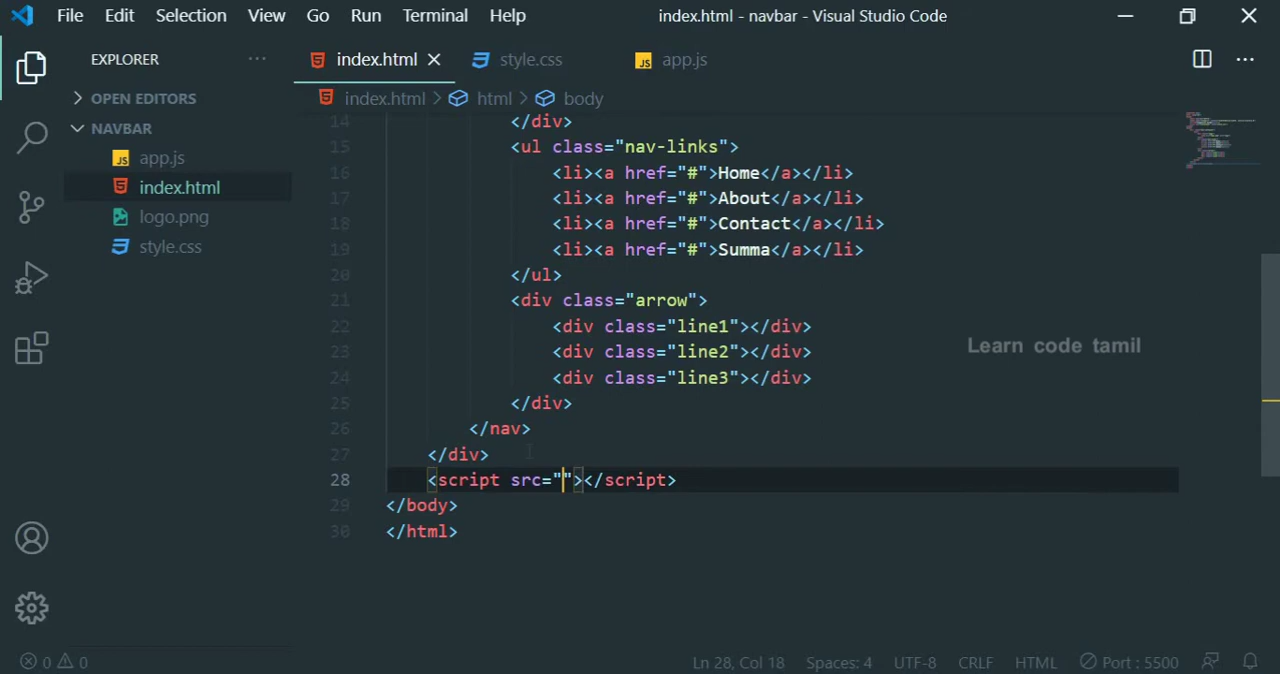 File Edit Selection View Go Run Terminal Help index.html - navbar - Visual Studio Code
EXPLORER
index.html style.css JS app.js
OPEN EDITORS
index.html > html > body
NAVBAR
JS app.js
index.html
logo.png
style.css
14 </div>
15 <ul class="nav-links">
16 <li><a href="#">Home</a></li>
17 <li><a href="#">About</a></li>
18 <li><a href="#">Contact</a></li>
19 <li><a href="#">Summa</a></li>
20 </ul>
21 <div class="arrow">
22 <div class="line1"></div>
23 <div class="line2"></div>
24 <div class="line3"></div>
25 </div>
26 </nav>
27 </div>
28 <script src=""></script>
29 </body>
30 </html>
Learn code tamil
0 0 Ln 28, Col 18 Spaces: 4 UTF-8 CRLF HTML Port : 5500